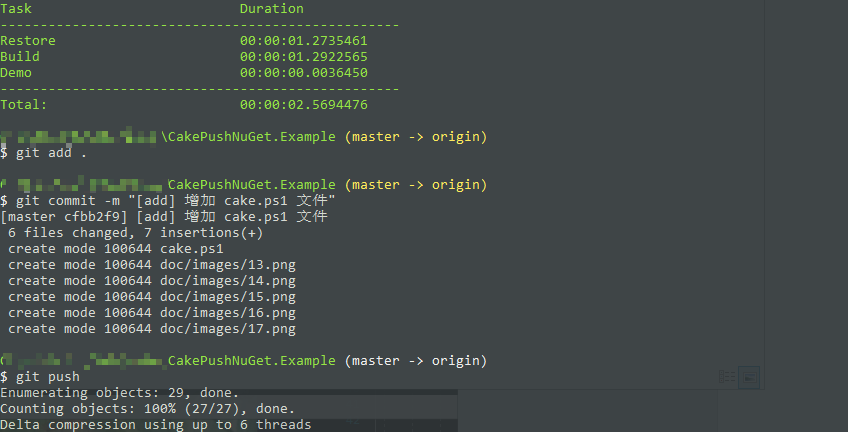 Task Duration
--------------------------------------------------
Restore 00:00:01.2735461
Build 00:00:01.2922565
Demo 00:00:00.0036450
--------------------------------------------------
Total: 00:00:02.5694476
\CakePushNuGet.Example (master -> origin)
$ git add .
CakePushNuGet.Example (master -> origin)
$ git commit -m "[add] 增加 cake.ps1 文件"
[master cfbb2f9] [add] 增加 cake.ps1 文件
6 files changed, 7 insertions(+)
create mode 100644 cake.ps1
create mode 100644 doc/images/13.png
create mode 100644 doc/images/14.png
create mode 100644 doc/images/15.png
create mode 100644 doc/images/16.png
create mode 100644 doc/images/17.png
CakePushNuGet.Example (master -> origin)
$ git push
Enumerating objects: 29, done.
Counting objects: 100% (27/27), done.
Delta compression using up to 6 threads